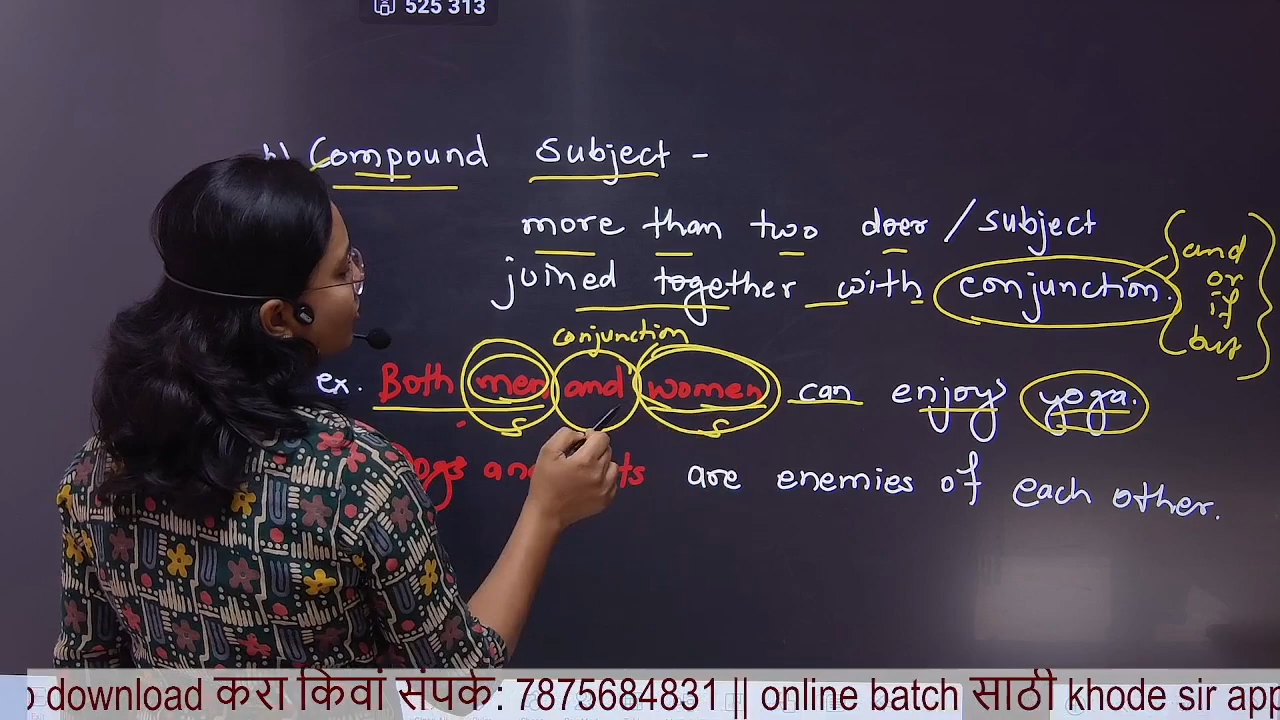 525 313
Compound subject -
more than two doer / subject
joined together with conjunction.
and
or
if
but
conjunction
ex. Both men and women can enjoy yoga.
S S
and are enemies of each other.
download करा किवां संपर्क: 7875684831 || online batch साठी khode sir app